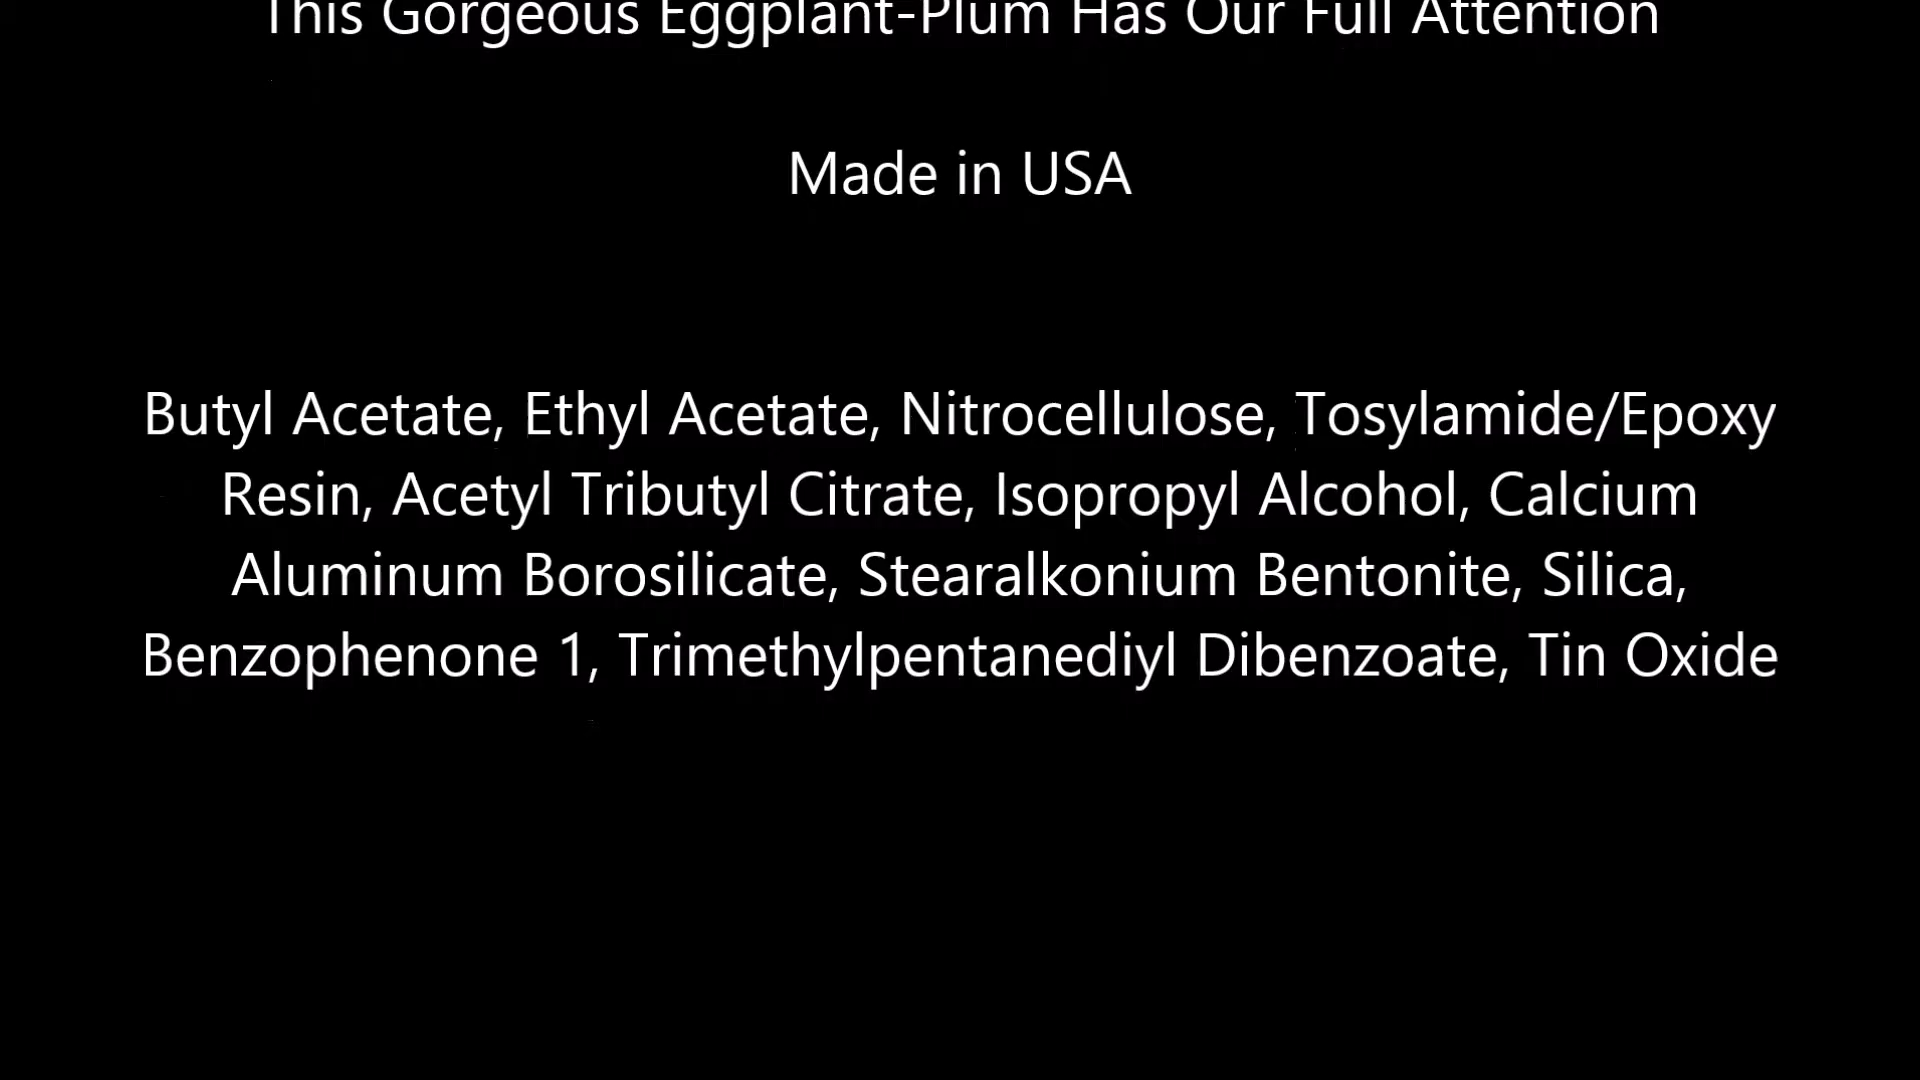 This Gorgeous Eggplant-Plum Has Our Full Attention
Made in USA
Butyl Acetate, Ethyl Acetate, Nitrocellulose, Tosylamide/Epoxy
Resin, Acetyl Tributyl Citrate, Isopropyl Alcohol, Calcium
Aluminum Borosilicate, Stearalkonium Bentonite, Silica,
Benzophenone 1, Trimethylpentanediyl Dibenzoate, Tin Oxide